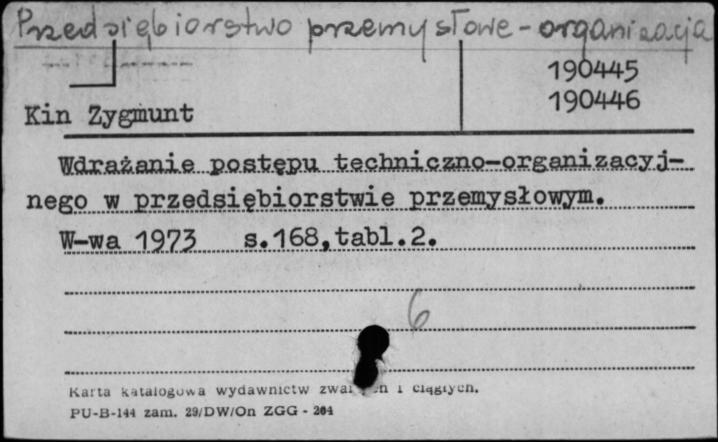 Przedsiębiorstwo przemysłowe - organizacja
190445
190446
Kin Zygmunt
Wdrażanie postępu techniczno-organizacyj-
nego w przedsiębiorstwie przemysłowym.
W-wa 1973 s.168,tabl.2.
6
Karta katalogowa wydawnictw i ciągłych.
PU-B-144 zam. 29/DW/On ZGG - 204